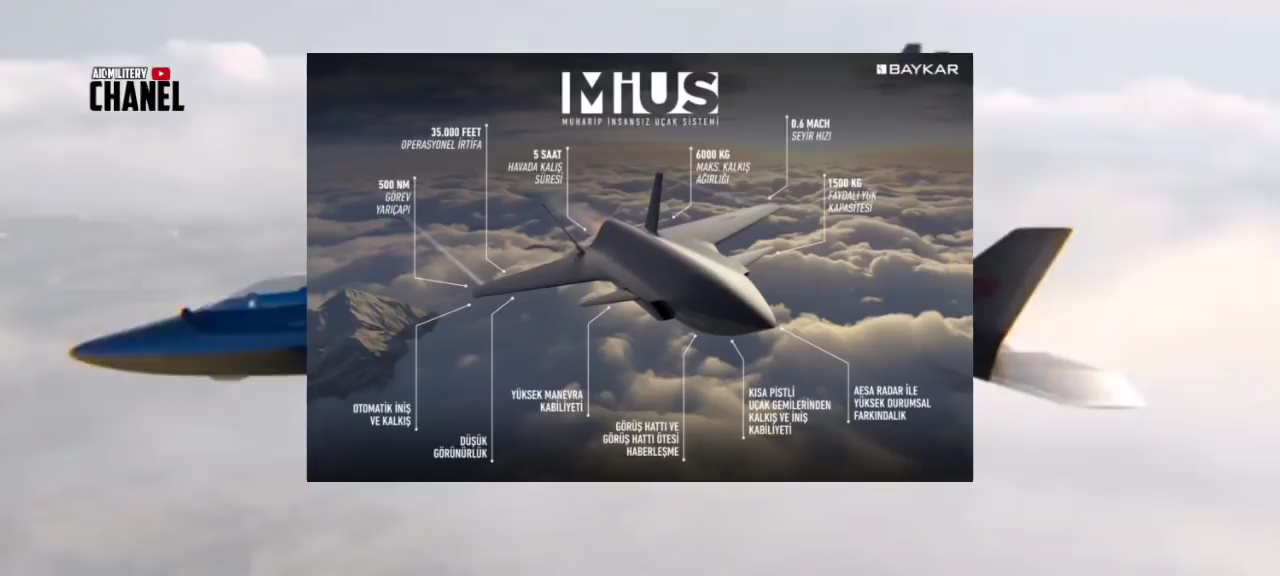 AID MILITERY
CHANEL
BAYKAR
MiUS
MUHARİP İNSANSIZ UÇAK SİSTEMİ
35.000 FEET
OPERASYONEL İRTİFA
5 SAAT
HAVADA KALIŞ
SÜRESİ
6000 KG
MAKS. KALKIŞ
AĞIRLIĞI
0.6 MACH
SEYİR HIZI
500 NM
GÖREV
YARIÇAPI
1500 KG
FAYDALI YÜK
KAPASİTESİ
OTOMATİK İNİŞ
VE KALKIŞ
DÜŞÜK
GÖRÜNÜRLÜK
YÜKSEK MANEVRA
KABİLİYETİ
GÖRÜŞ HATTI VE
GÖRÜŞ HATTI ÖTESİ
HABERLEŞME
KISA PİSTLİ
UÇAK GEMİLERİNDEN
KALKIŞ VE İNİŞ
KABİLİYETİ
AESA RADAR İLE
YÜKSEK DURUMSAL
FARKINDALIK